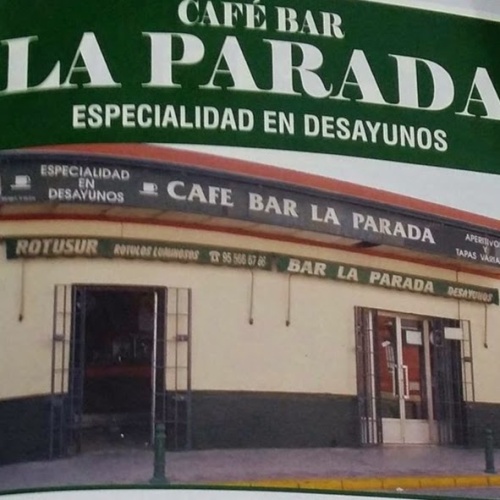 CAFÉ BAR
LA PARADA
ESPECIALIDAD EN DESAYUNOS
ESPECIALIDAD
EN
DESAYUNOS
CAFE BAR LA PARADA
APERITIVOS
Y
TAPAS
ROTUSUR ROTULOS LUMINOSOS
BAR LA PARADA DESAYUNOS